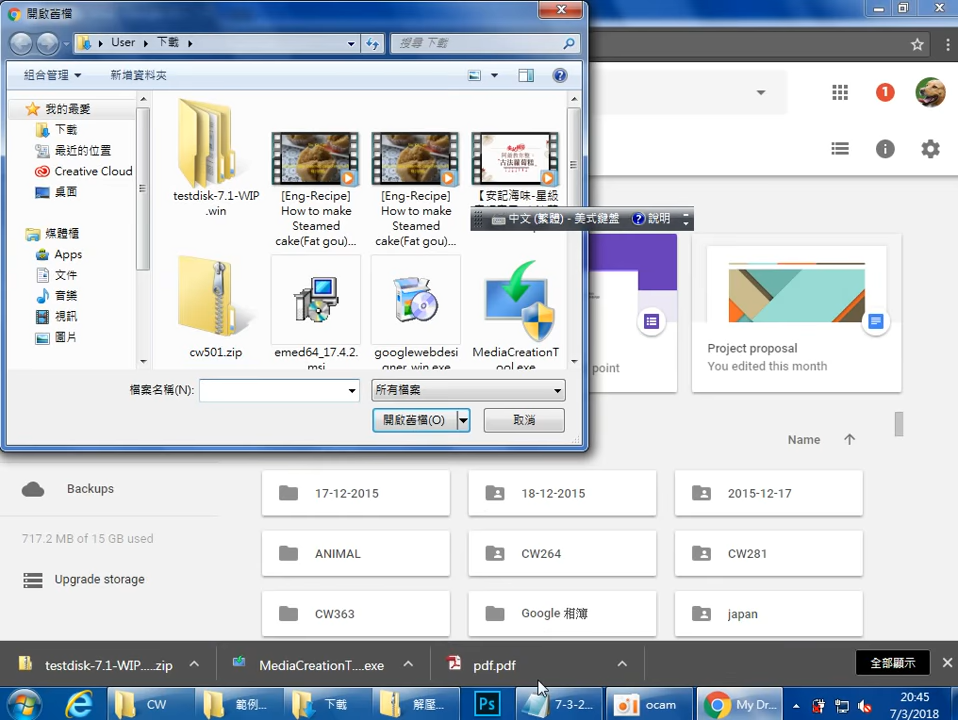 開啟舊檔
User
下載
搜尋 下載
組合管理
新增資料夾
我的最愛
下載
最近的位置
Creative Cloud
桌面
媒體櫃
Apps
文件
音樂
視訊
圖片
testdisk-7.1-WIP
.win
[Eng-Recipe]
How to make
Steamed
cake(Fat gou)...
[Eng-Recipe]
How to make
Steamed
cake(Fat gou)...
【安記海味-星級
中文 (繁體) - 美式鍵盤
說明
cw501.zip
emed64_17.4.2.
msi
googlewebdesi
gner_win.exe
MediaCreationT
ool.exe
檔案名稱(N):
所有檔案
開啟舊檔(O)
取消
1
point
Project proposal
You edited this month
Name
Backups
717.2 MB of 15 GB used
Upgrade storage
17-12-2015
18-12-2015
2015-12-17
ANIMAL
CW264
CW281
CW363
Google 相簿
japan
testdisk-7.1-WIP.....zip
MediaCreationT....exe
pdf.pdf
全部顯示
CW
範例...
下載
解壓...
Ps
7-3-2...
ocam
My Dr...
20:45
7/3/2018